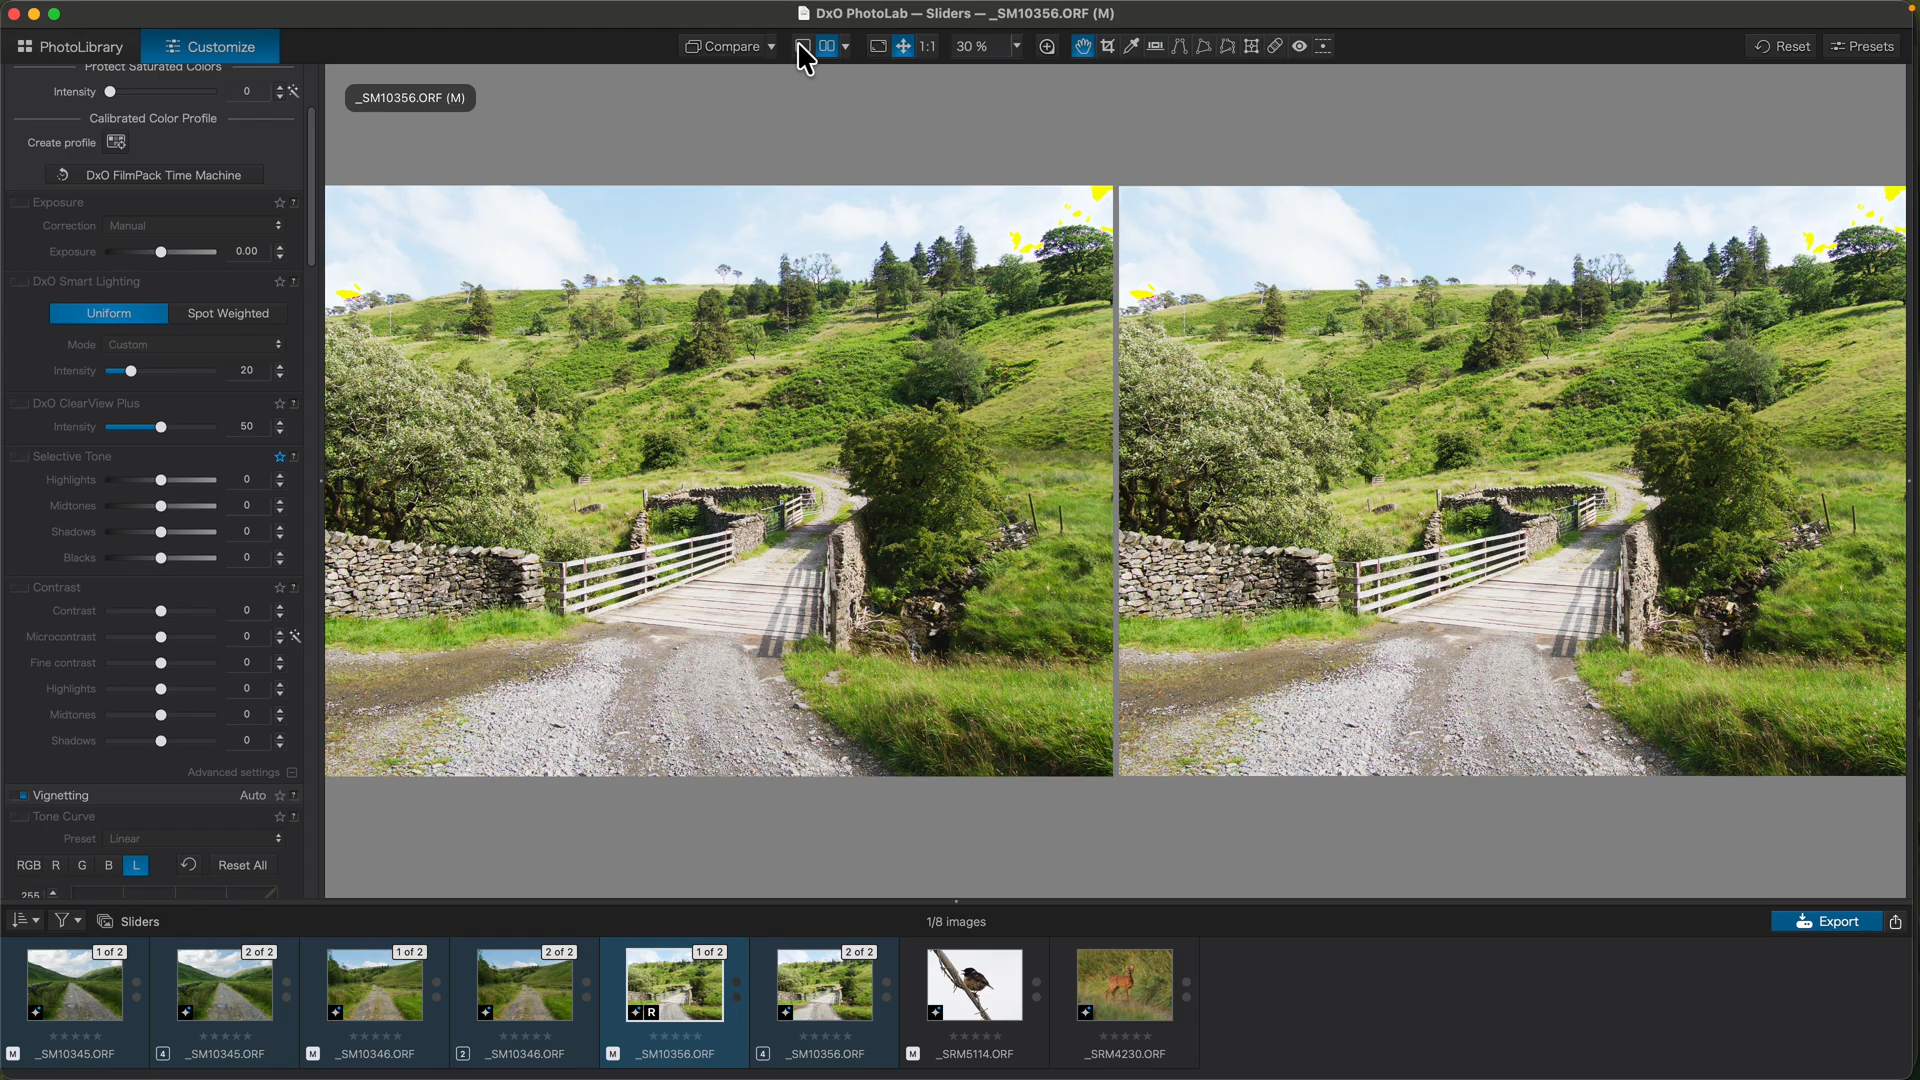 DxO PhotoLab — Sliders — _SM10356.ORF (M)
PhotoLibrary
Customize
Compare
1:1
30 %
Reset
Presets
Protect Saturated Colors
Intensity 0
Calibrated Color Profile
Create profile
DxO FilmPack Time Machine
Exposure
Correction Manual
Exposure 0.00
DxO Smart Lighting
Uniform Spot Weighted
Mode Custom
Intensity 20
DxO ClearView Plus
Intensity 50
Selective Tone
Highlights 0
Midtones 0
Shadows 0
Blacks 0
Contrast
Contrast 0
Microcontrast 0
Fine contrast 0
Highlights 0
Midtones 0
Shadows 0
Advanced settings
Vignetting Auto
Tone Curve
Preset Linear
RGB R G B L Reset All
255
_SM10356.ORF (M)
Sliders
1/8 images
Export
1 of 2
2 of 2
1 of 2
2 of 2
1 of 2
2 of 2
R
M _SM10345.ORF
4 _SM10345.ORF
M _SM10346.ORF
2 _SM10346.ORF
M _SM10356.ORF
4 _SM10356.ORF
M _SRM5114.ORF
_SRM4230.ORF